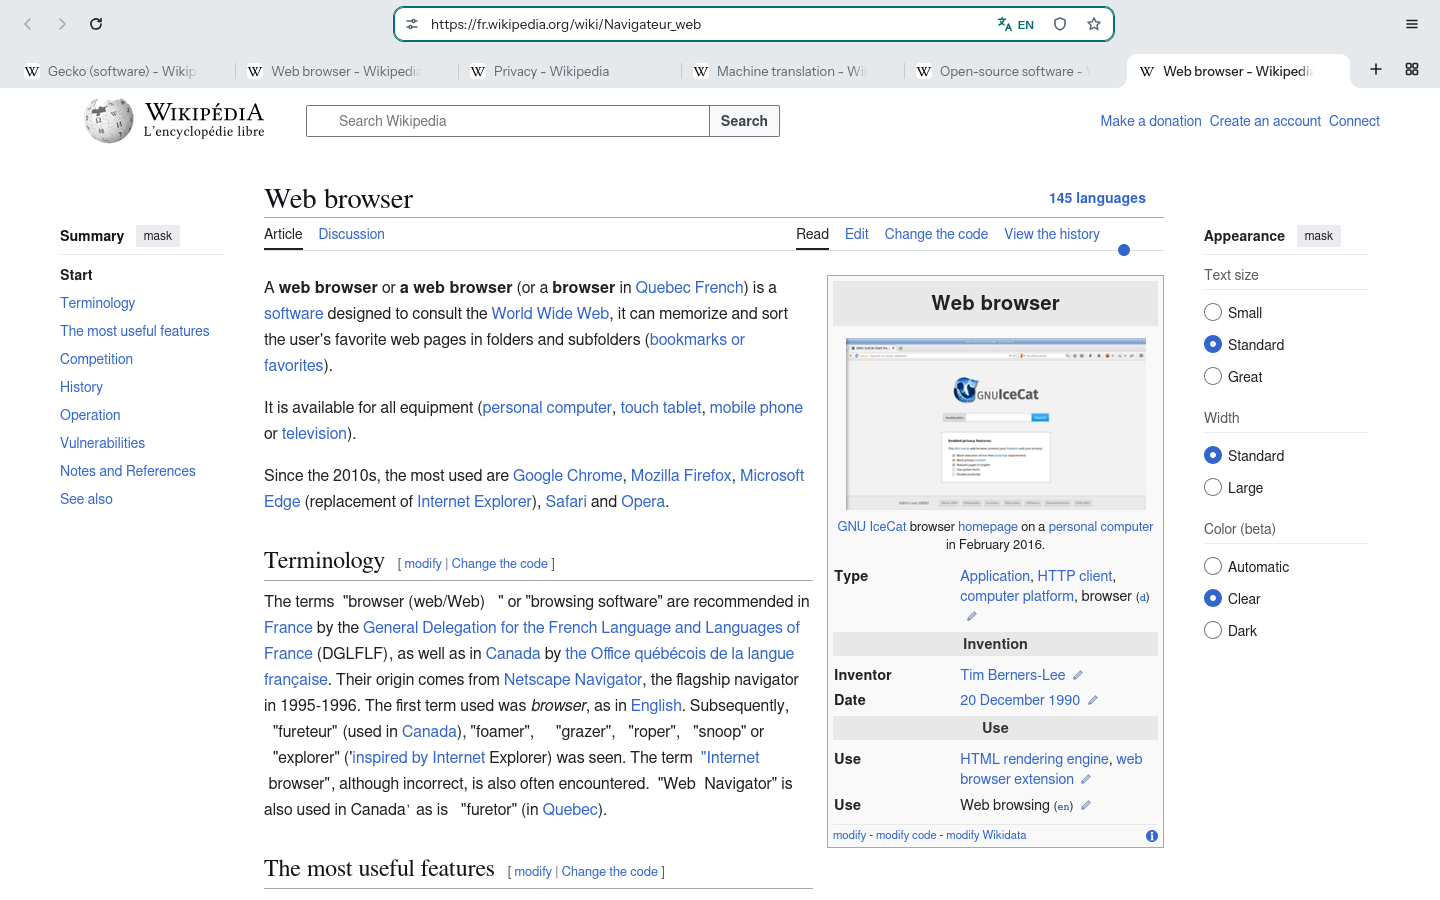 https://fr.wikipedia.org/wiki/Navigateur_web
EN
Gecko (software) – Wikip
Web browser – Wikipedia
Privacy – Wikipedia
Machine translation – Wi
Open-source software –
Web browser – Wikipedia
WIKIPÉDIA
L'encyclopédie libre
Search Wikipedia
Search
Make a donation Create an account Connect
Web browser
145 languages
Article Discussion
Read Edit Change the code View the history
Summary mask
Start
Terminology
The most useful features
Competition
History
Operation
Vulnerabilities
Notes and References
See also
A web browser or a web browser (or a browser in Quebec French) is a
software designed to consult the World Wide Web, it can memorize and sort
the user's favorite web pages in folders and subfolders (bookmarks or
favorites).
It is available for all equipment (personal computer, touch tablet, mobile phone
or television).
Since the 2010s, the most used are Google Chrome, Mozilla Firefox, Microsoft
Edge (replacement of Internet Explorer), Safari and Opera.
Terminology [ modify | Change the code ]
The terms "browser (web/Web) " or "browsing software" are recommended in
France by the General Delegation for the French Language and Languages of
France (DGLFLF), as well as in Canada by the Office québécois de la langue
française. Their origin comes from Netscape Navigator, the flagship navigator
in 1995-1996. The first term used was browser, as in English. Subsequently,
"fureteur" (used in Canada), "foamer", "grazer", "roper", "snoop" or
"explorer" ('inspired by Internet Explorer) was seen. The term "Internet
browser", although incorrect, is also often encountered. "Web Navigator" is
also used in Canada' as is "furetor" (in Quebec).
The most useful features [ modify | Change the code ]
Web browser
GNUIceCat
GNU IceCat browser homepage on a personal computer
in February 2016.
Type Application, HTTP client,
computer platform, browser (d)
Invention
Inventor Tim Berners-Lee
Date 20 December 1990
Use
Use HTML rendering engine, web
browser extension
Use Web browsing (en)
modify - modify code - modify Wikidata
Appearance mask
Text size
Small
Standard
Great
Width
Standard
Large
Color (beta)
Automatic
Clear
Dark